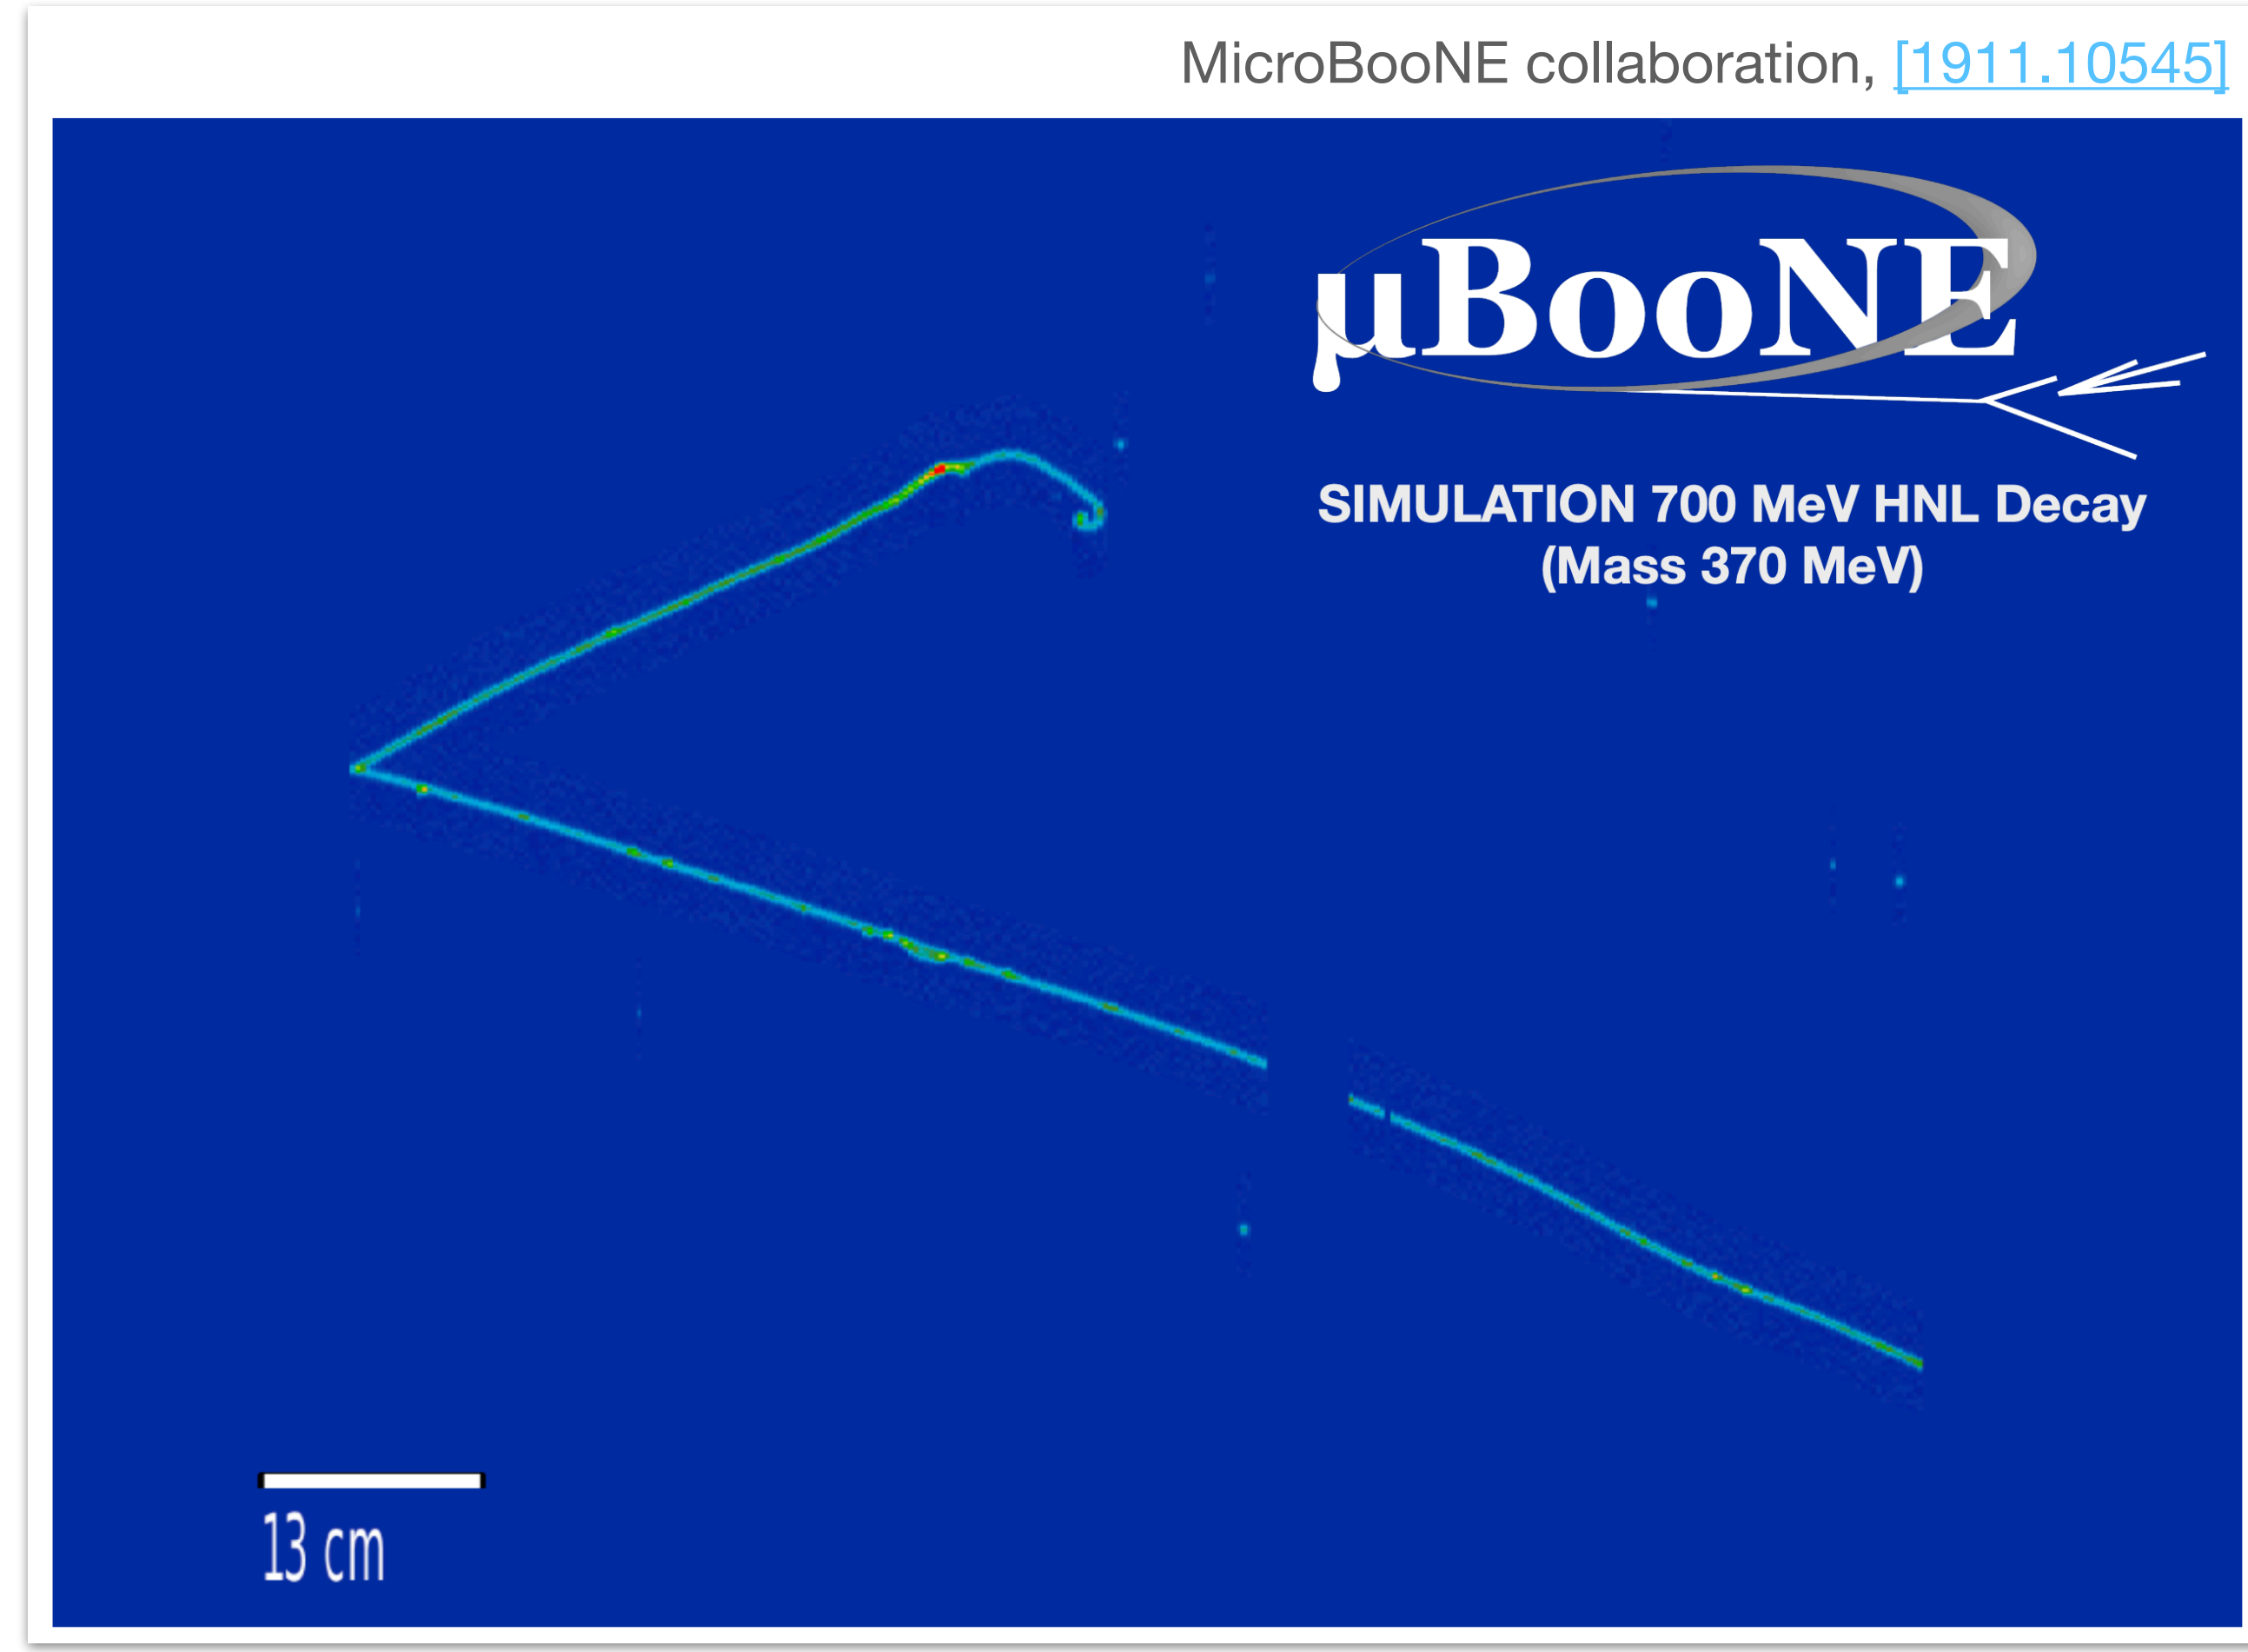 MicroBooNE collaboration, [1911.10545]
µBooNE
SIMULATION 700 MeV HNL Decay
(Mass 370 MeV)
13 cm